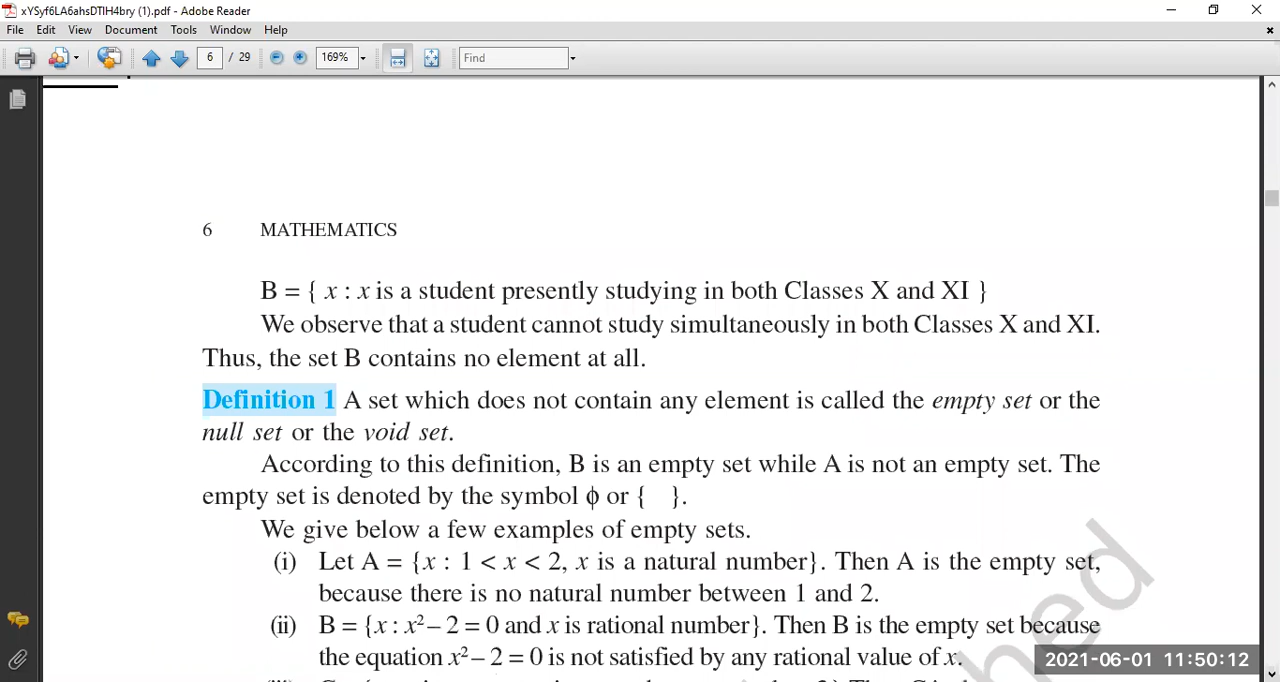 xYSyf6LA6ahsDTlH4bry (1).pdf - Adobe Reader
File Edit View Document Tools Window Help
6 / 29 169% Find
6 MATHEMATICS
B = { x : x is a student presently studying in both Classes X and XI }
We observe that a student cannot study simultaneously in both Classes X and XI.
Thus, the set B contains no element at all.
Definition 1 A set which does not contain any element is called the empty set or the
null set or the void set.
According to this definition, B is an empty set while A is not an empty set. The
empty set is denoted by the symbol ϕ or { }.
We give below a few examples of empty sets.
(i) Let A = {x : 1 < x < 2, x is a natural number}. Then A is the empty set,
because there is no natural number between 1 and 2.
(ii) B = {x : x² – 2 = 0 and x is rational number}. Then B is the empty set because
the equation x² – 2 = 0 is not satisfied by any rational value of x.
2021-06-01 11:50:12